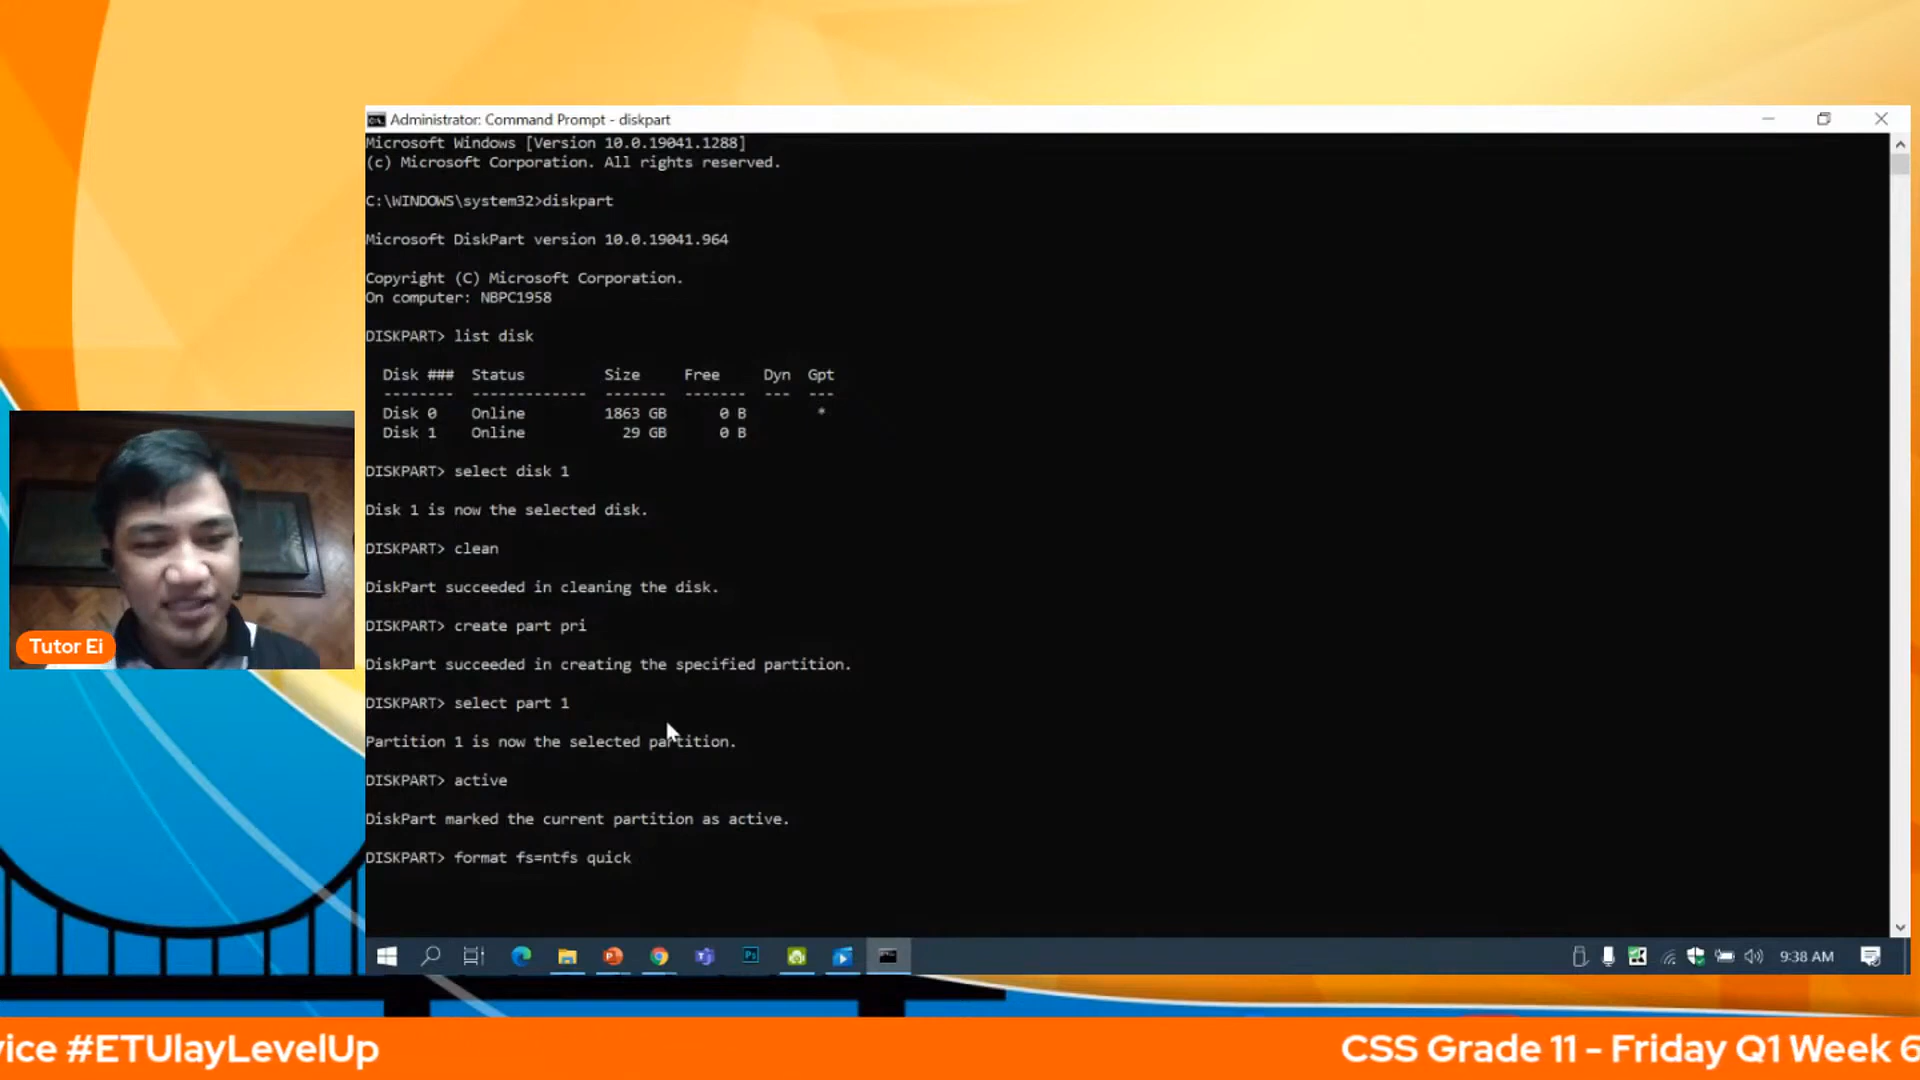 Administrator: Command Prompt - diskpart
Microsoft Windows [Version 10.0.19041.1288]
(c) Microsoft Corporation. All rights reserved.
C:\WINDOWS\system32>diskpart
Microsoft DiskPart version 10.0.19041.964
Copyright (C) Microsoft Corporation.
On computer: NBPC1958
DISKPART> list disk
Disk ###  Status         Size     Free     Dyn  Gpt
--------  -------------  -------  -------  ---  ---
Disk 0    Online         1863 GB      0 B        *
Disk 1    Online           29 GB      0 B
DISKPART> select disk 1
Disk 1 is now the selected disk.
DISKPART> clean
DiskPart succeeded in cleaning the disk.
DISKPART> create part pri
DiskPart succeeded in creating the specified partition.
DISKPART> select part 1
Partition 1 is now the selected partition.
DISKPART> active
DiskPart marked the current partition as active.
DISKPART> format fs=ntfs quick
Tutor Ei
9:38 AM
vice #ETUlayLevelUp
CSS Grade 11 - Friday Q1 Week 6